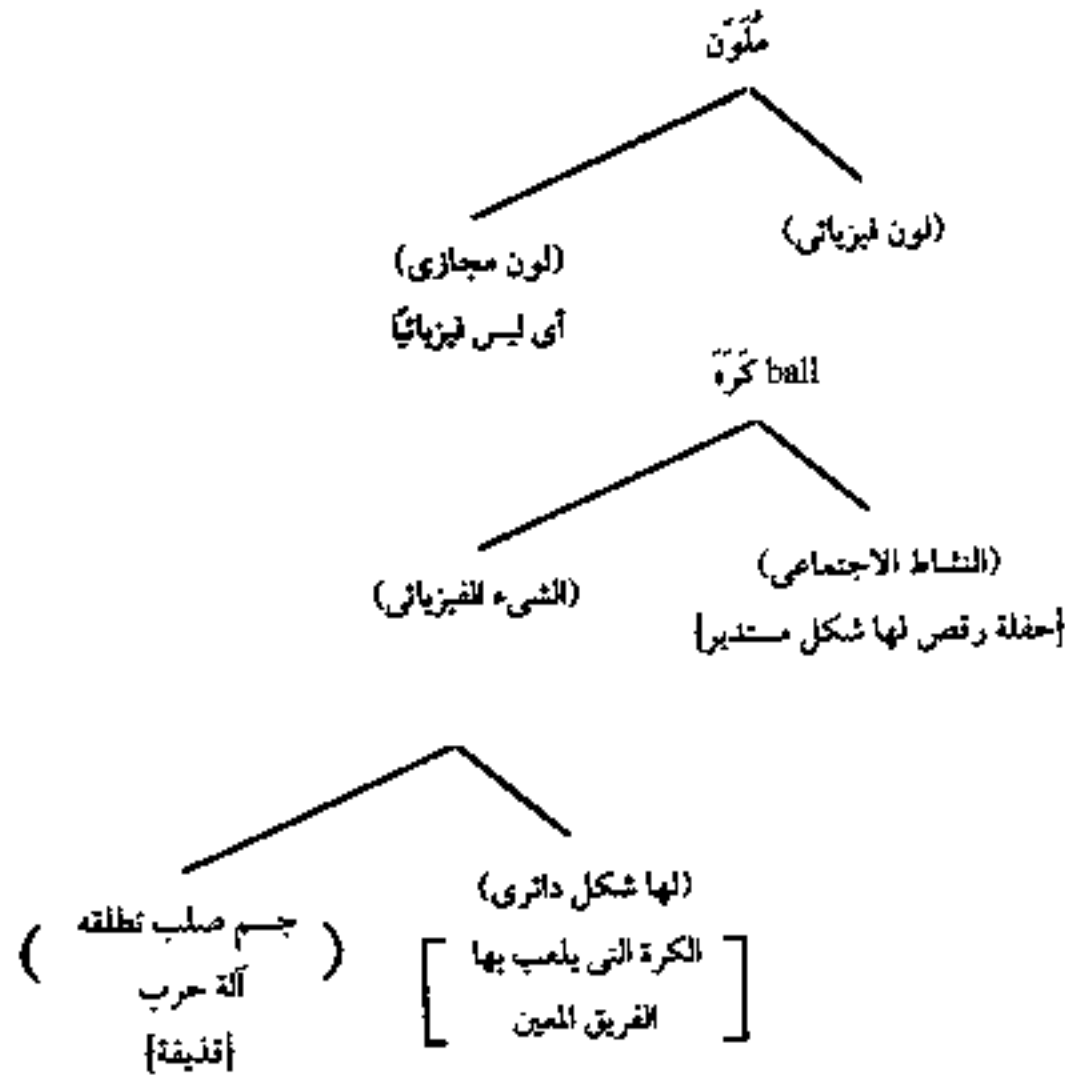 مُلَوَّن
(لون فيزيائى)
(لون مجازى)
أى ليس فيزيائيًا
كَرَة ball
(النشاط الاجتماعى)
{حفلة رقص لها شكل مستدير}
(الشىء الفيزيائى)
(لها شكل دائرى)
[الكرة التى يلعب بها
الفريق المعين]
(جسم صلب تطلقه
آلة حرب)
{قذيفة}